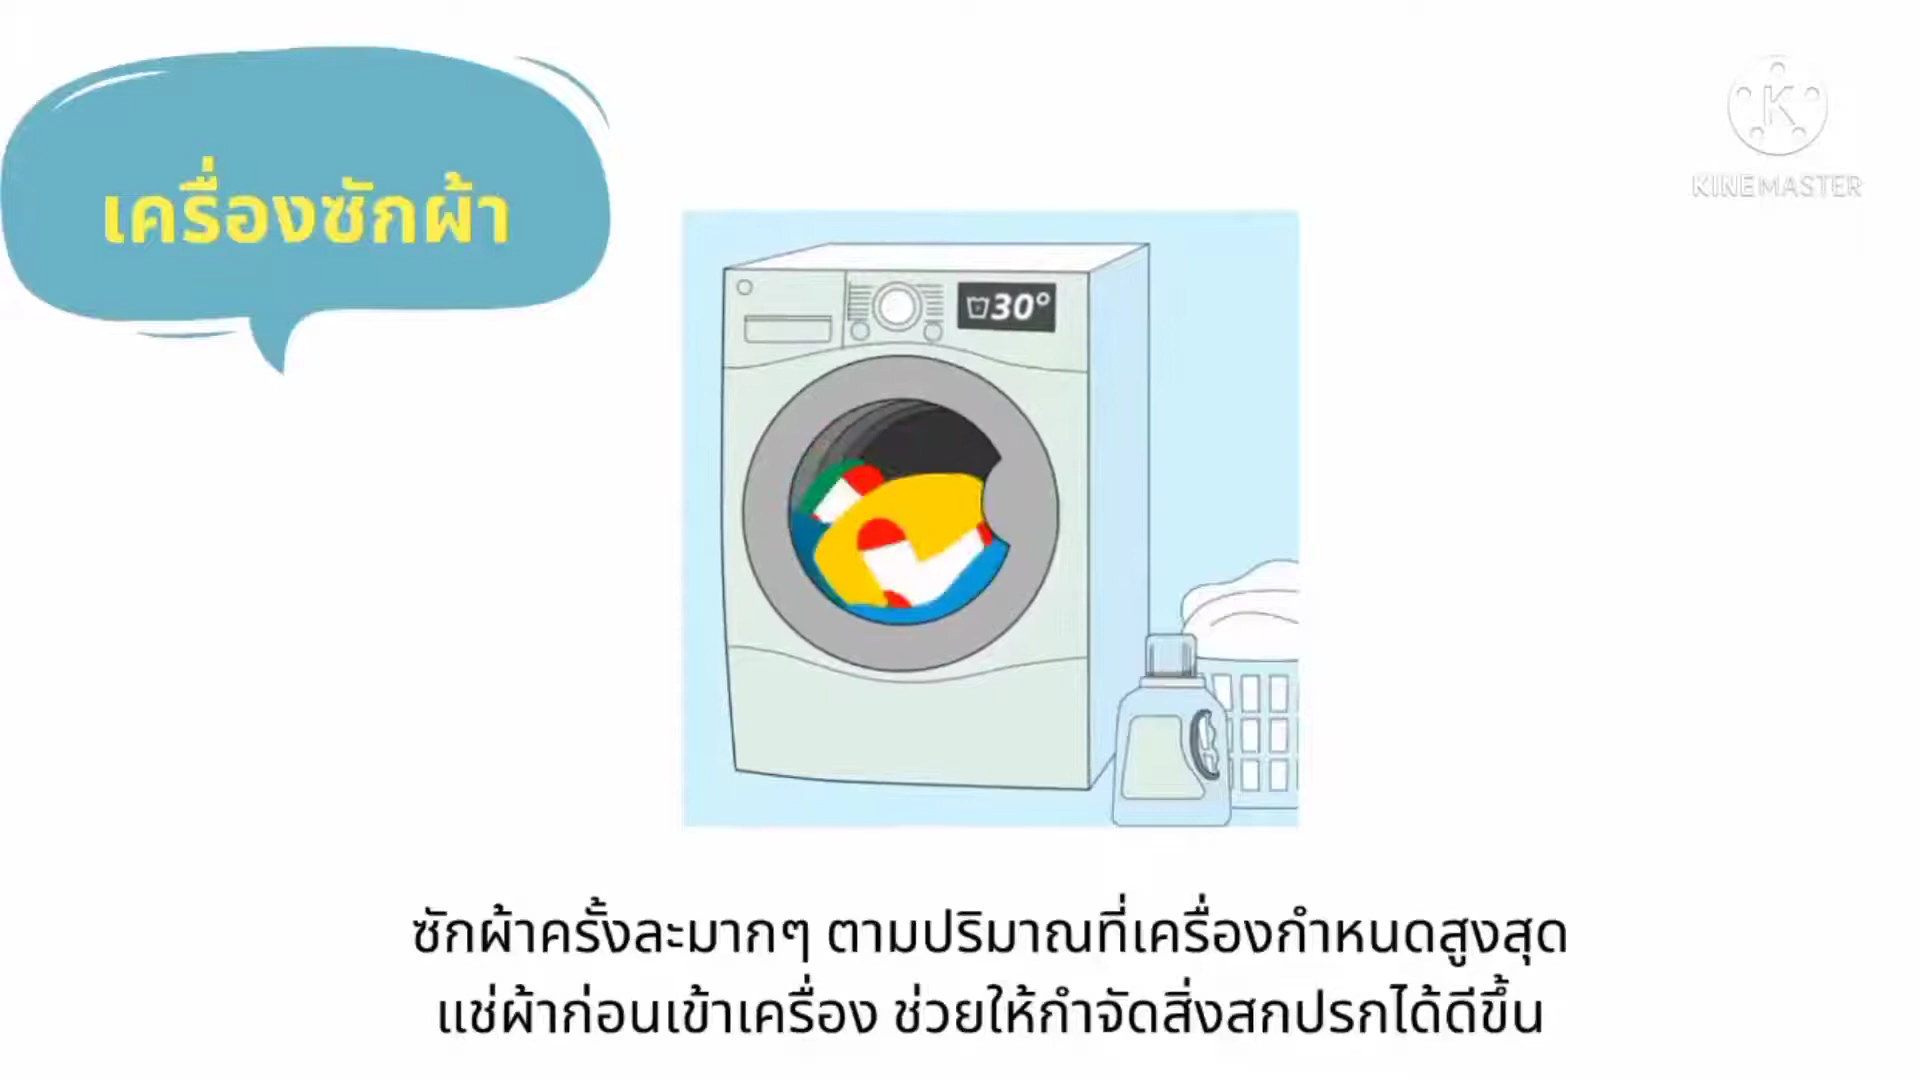 เครื่องซักผ้า
KINEMASTER
30°
ซักผ้าครั้งละมากๆ ตามปริมาณที่เครื่องกำหนดสูงสุด
แช่ผ้าก่อนเข้าเครื่อง ช่วยให้กำจัดสิ่งสกปรกได้ดีขึ้น